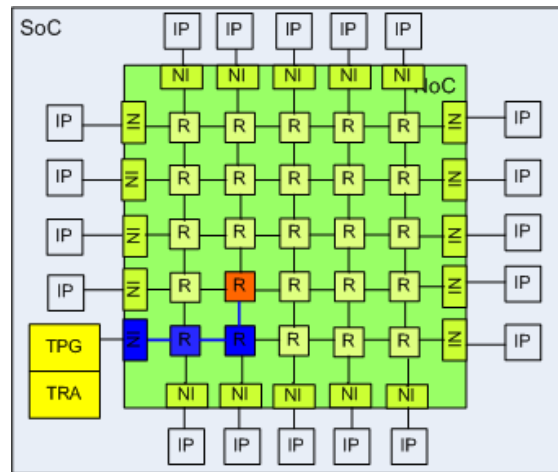 SoC IP IP IP IP IP
NI NI NI NI NI
NoC
IP NI R R R R R NI IP
IP NI R R R R R NI IP
IP NI R R R R R NI IP
IP NI R R R R R NI IP
TPG NI R R R R R NI IP
TRA NI NI NI NI NI
IP IP IP IP IP